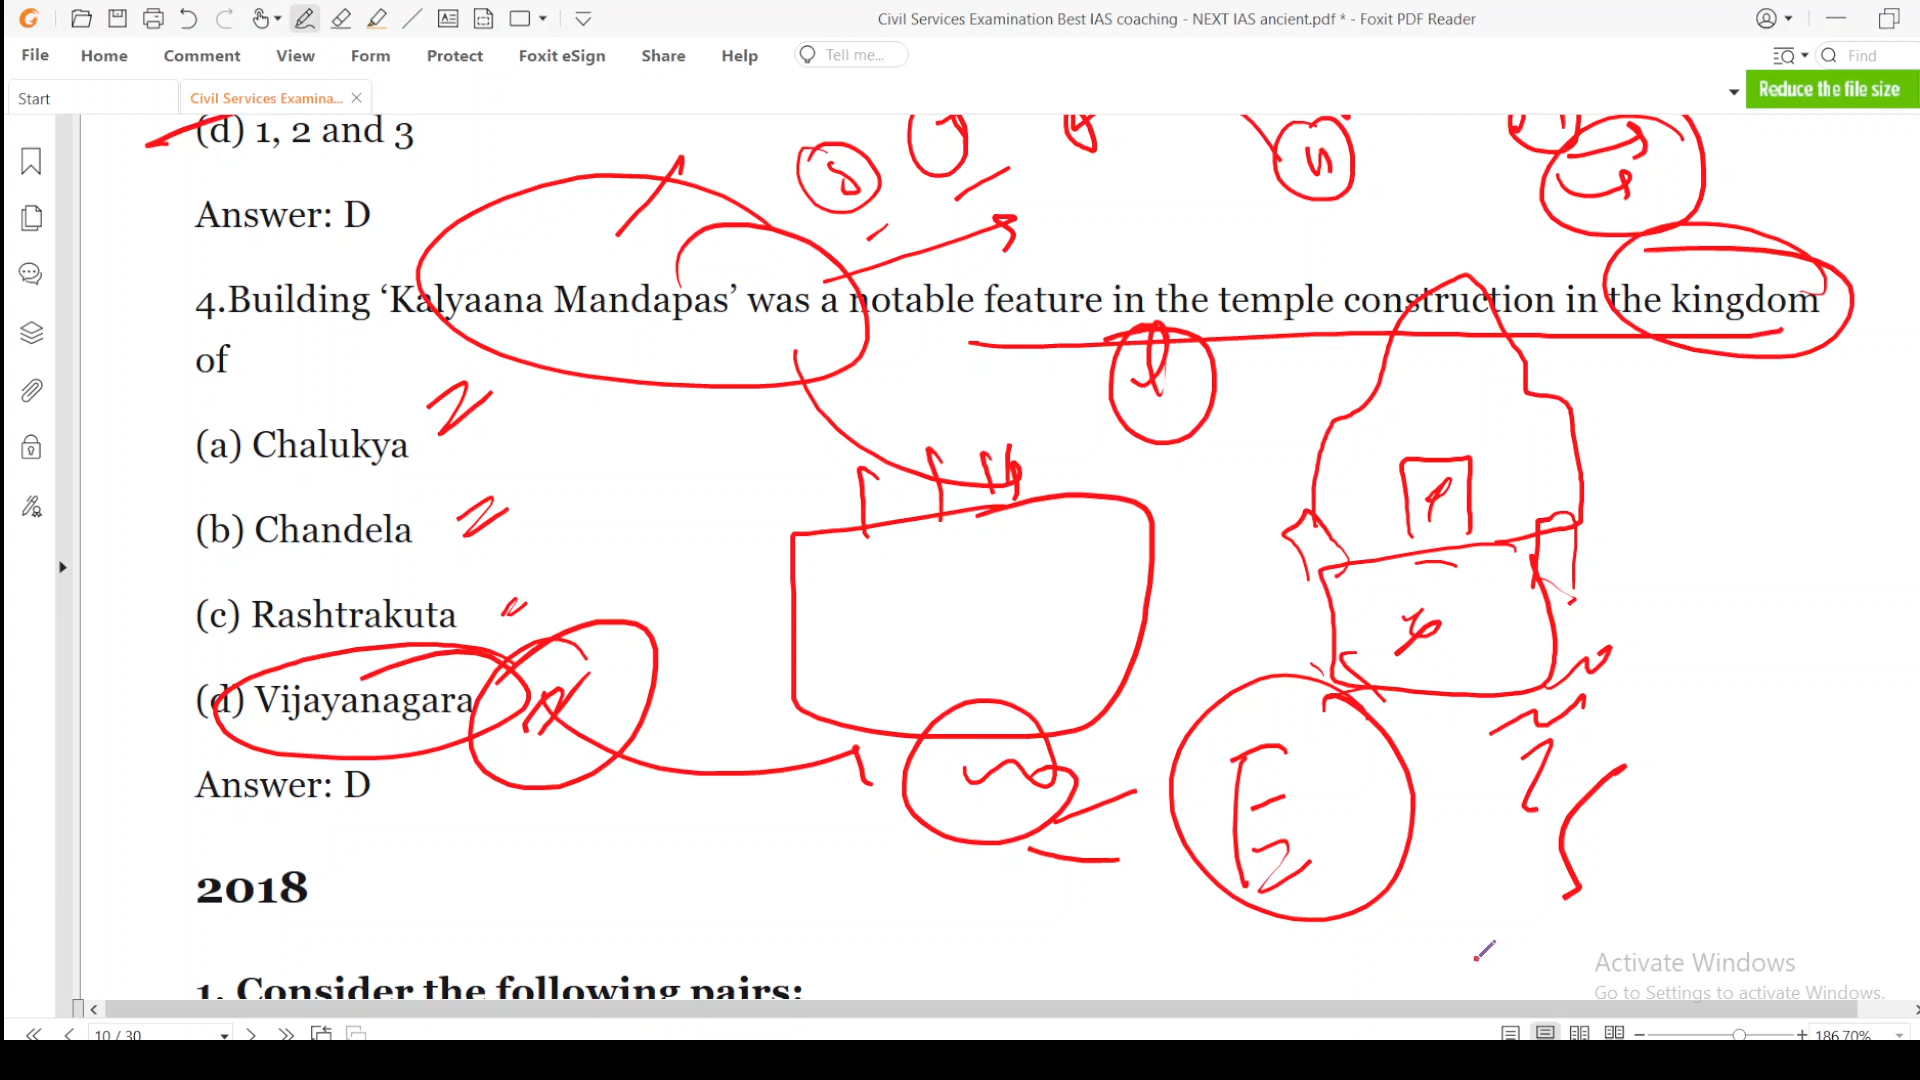 Civil Services Examination Best IAS coaching - NEXT IAS ancient.pdf * - Foxit PDF Reader
File Home Comment View Form Protect Foxit eSign Share Help Tell me... Find
Start Civil Services Examina... Reduce the file size
(d) 1, 2 and 3
Answer: D
4.Building ‘Kalyaana Mandapas’ was a notable feature in the temple construction in the kingdom
of
(a) Chalukya
(b) Chandela
(c) Rashtrakuta
(d) Vijayanagara
Answer: D
2018
1. Consider the following pairs:
Activate Windows
Go to Settings to activate Windows.
10 / 30 186.70%